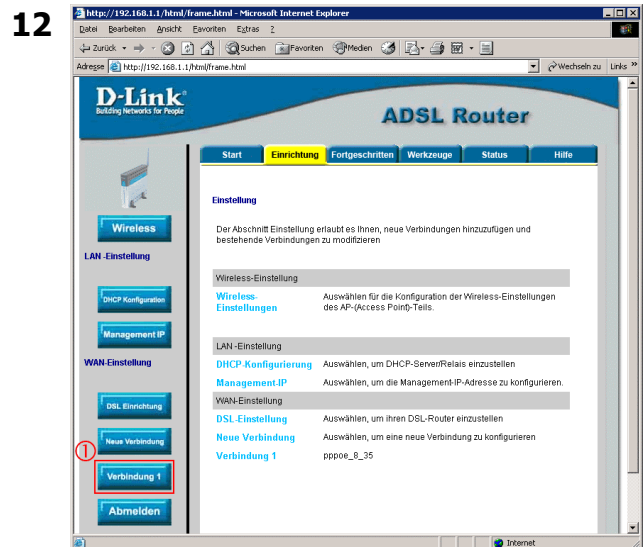 12
http://192.168.1.1/html/frame.html - Microsoft Internet Explorer
Datei Bearbeiten Ansicht Favoriten Extras ?
Zurück Suchen Favoriten Medien
Adresse http://192.168.1.1/html/frame.html Wechseln zu Links »
D-Link®
Building Networks for People
ADSL Router
Start Einrichtung Fortgeschritten Werkzeuge Status Hilfe
Einstellung
Der Abschnitt Einstellung erlaubt es Ihnen, neue Verbindungen hinzuzufügen und
bestehende Verbindungen zu modifizieren
Wireless
LAN -Einstellung
DHCP Konfiguration
Management IP
WAN-Einstellung
DSL Einrichtung
Neue Verbindung
1
Verbindung 1
Abmelden
Wireless-Einstellung
Wireless- Auswählen für die Konfiguration der Wireless-Einstellungen
Einstellungen des AP-(Access Point)-Teils.
LAN -Einstellung
DHCP-Konfigurierung Auswählen, um DHCP-Server/Relais einzustellen
Management-IP Auswählen, um die Management-IP-Adresse zu konfigurieren.
WAN-Einstellung
DSL-Einstellung Auswählen, um ihren DSL-Router einzustellen
Neue Verbindung Auswählen, um eine neue Verbindung zu konfigurieren
Verbindung 1 pppoe_8_35
Internet